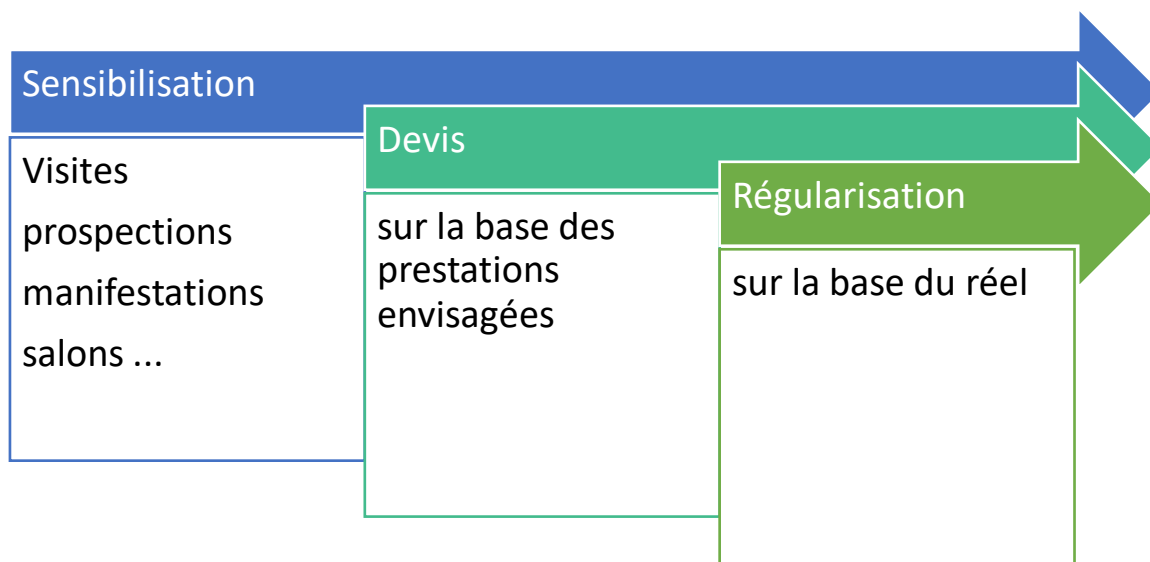 Sensibilisation
Visites
prospections
manifestations
salons ...
Devis
sur la base des
prestations
envisagées
Régularisation
sur la base du réel